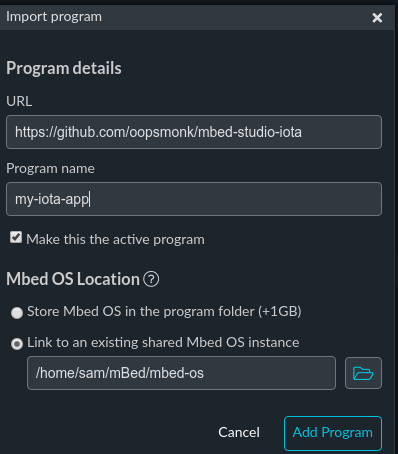 Import program
Program details
URL
https://github.com/oopsmonk/mbed-studio-iota
Program name
my-iota-app
Make this the active program
Mbed OS Location ?
Store Mbed OS in the program folder (+1GB)
Link to an existing shared Mbed OS instance
/home/sam/mBed/mbed-os
Cancel Add Program